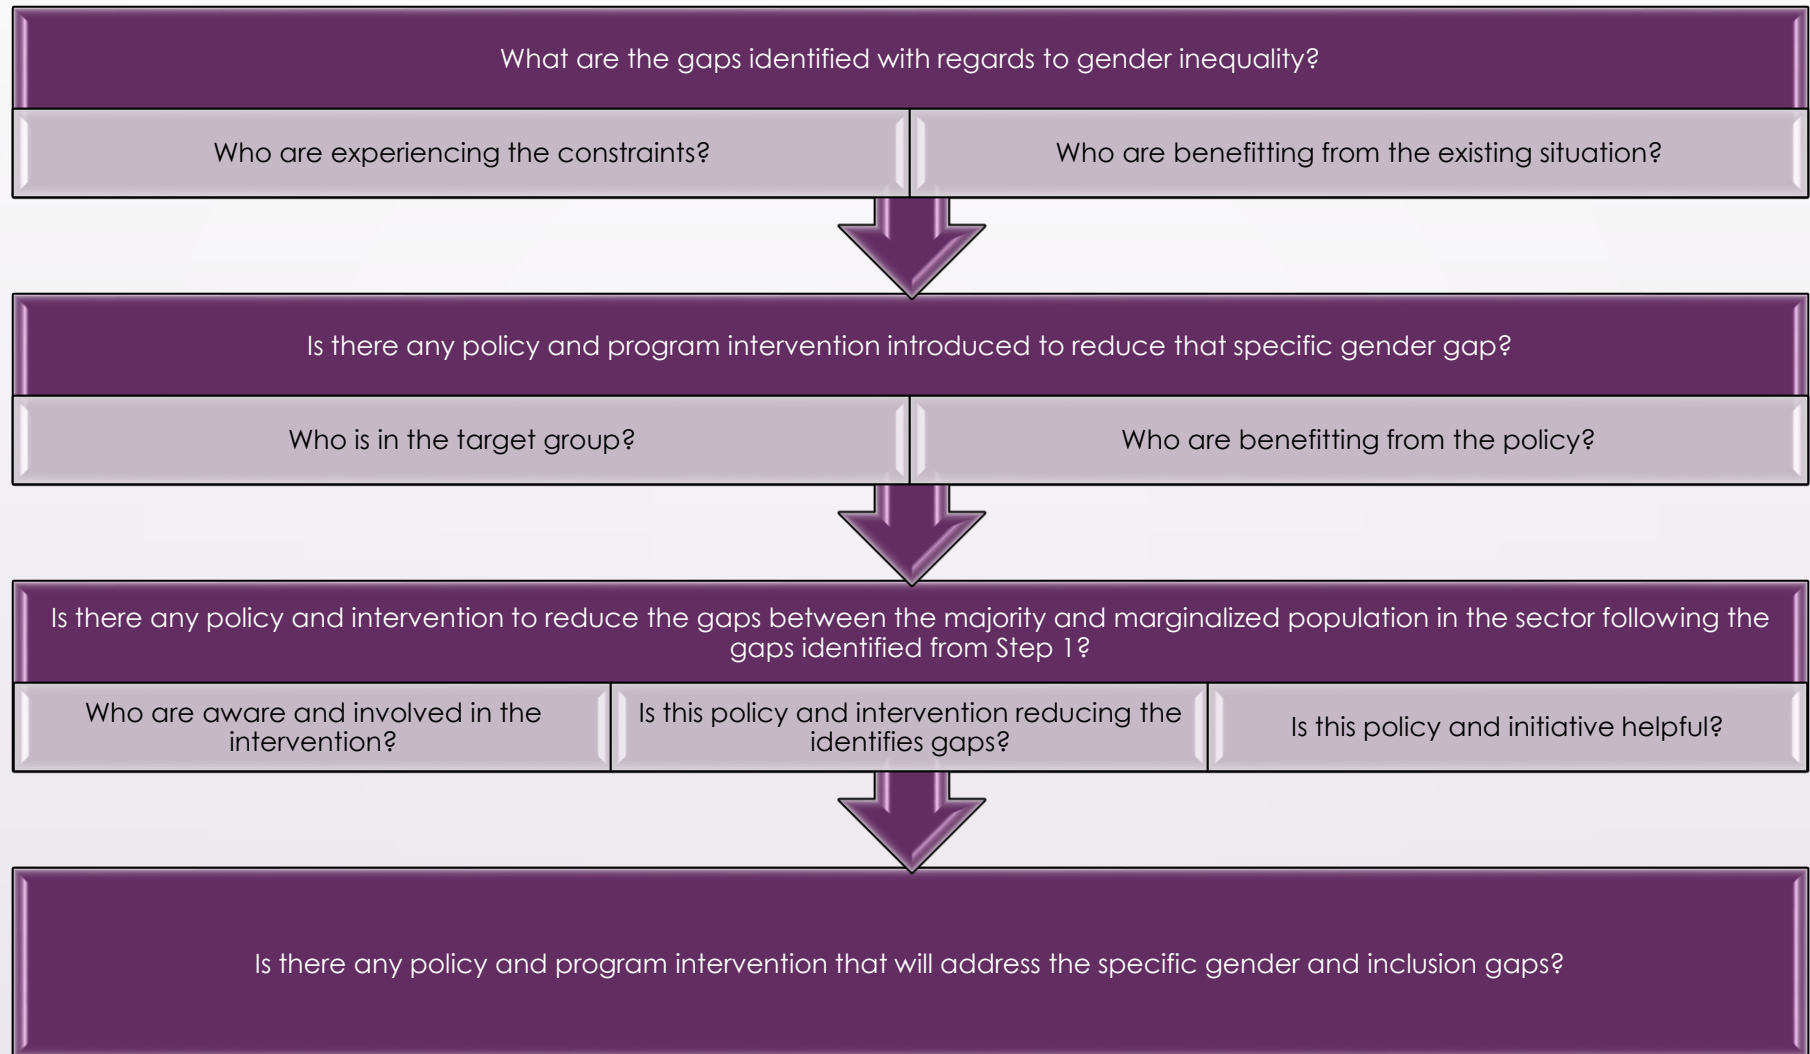 What are the gaps identified with regards to gender inequality?
Who are experiencing the constraints?
Who are benefitting from the existing situation?
Is there any policy and program intervention introduced to reduce that specific gender gap?
Who is in the target group?
Who are benefitting from the policy?
Is there any policy and intervention to reduce the gaps between the majority and marginalized population in the sector following the
gaps identified from Step 1?
Who are aware and involved in the
intervention?
Is this policy and intervention reducing the
identifies gaps?
Is this policy and initiative helpful?
Is there any policy and program intervention that will address the specific gender and inclusion gaps?